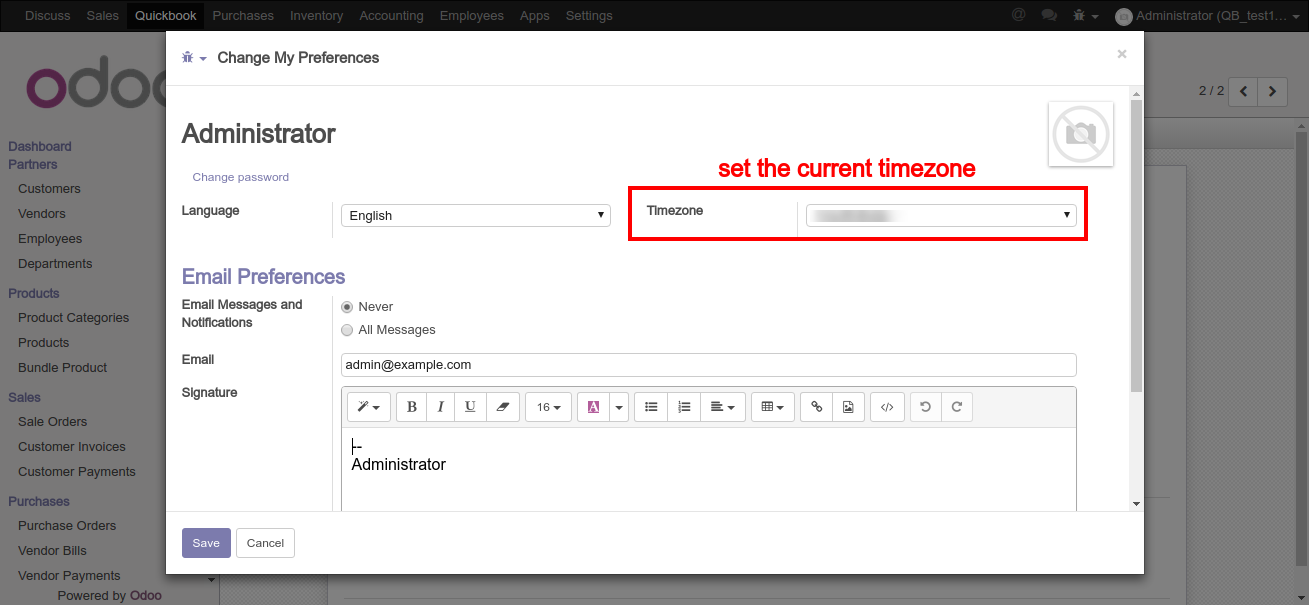 Discuss Sales Quickbook Purchases Inventory Accounting Employees Apps Settings @ Administrator (QB_test1...
Change My Preferences ×
odoo
2 / 2
Administrator
set the current timezone
Change password
Language English Timezone
Email Preferences
Email Messages and Notifications
Never
All Messages
Email admin@example.com
Signature
B I U 16 A </>
--
Administrator
Save Cancel
Dashboard
Partners
Customers
Vendors
Employees
Departments
Products
Product Categories
Products
Bundle Product
Sales
Sale Orders
Customer Invoices
Customer Payments
Purchases
Purchase Orders
Vendor Bills
Vendor Payments
Powered by Odoo